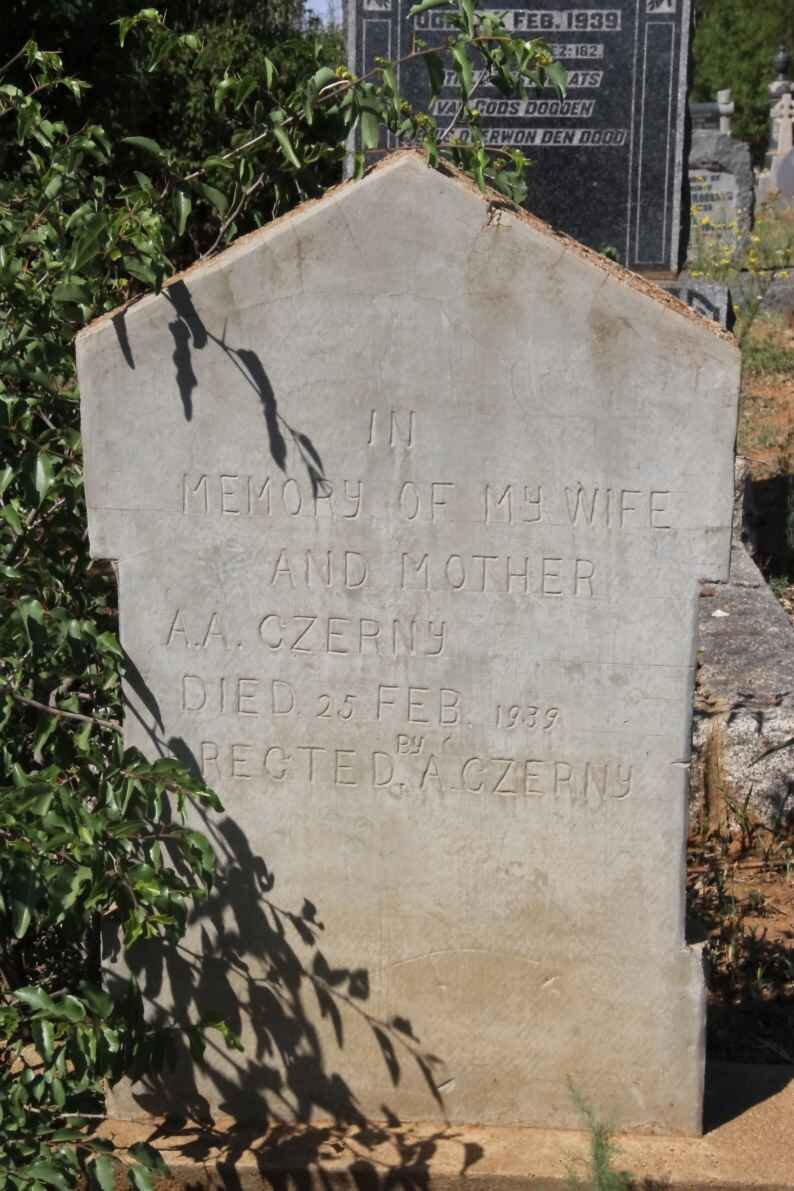 FEB. 1939
VAN GODS DOODEN
OVERWON DEN DOOD
IN
MEMORY OF MY WIFE
AND MOTHER
A.A. CZERNY
DIED. 25 FEB. 1939
RECTED. BY A. CZERNY